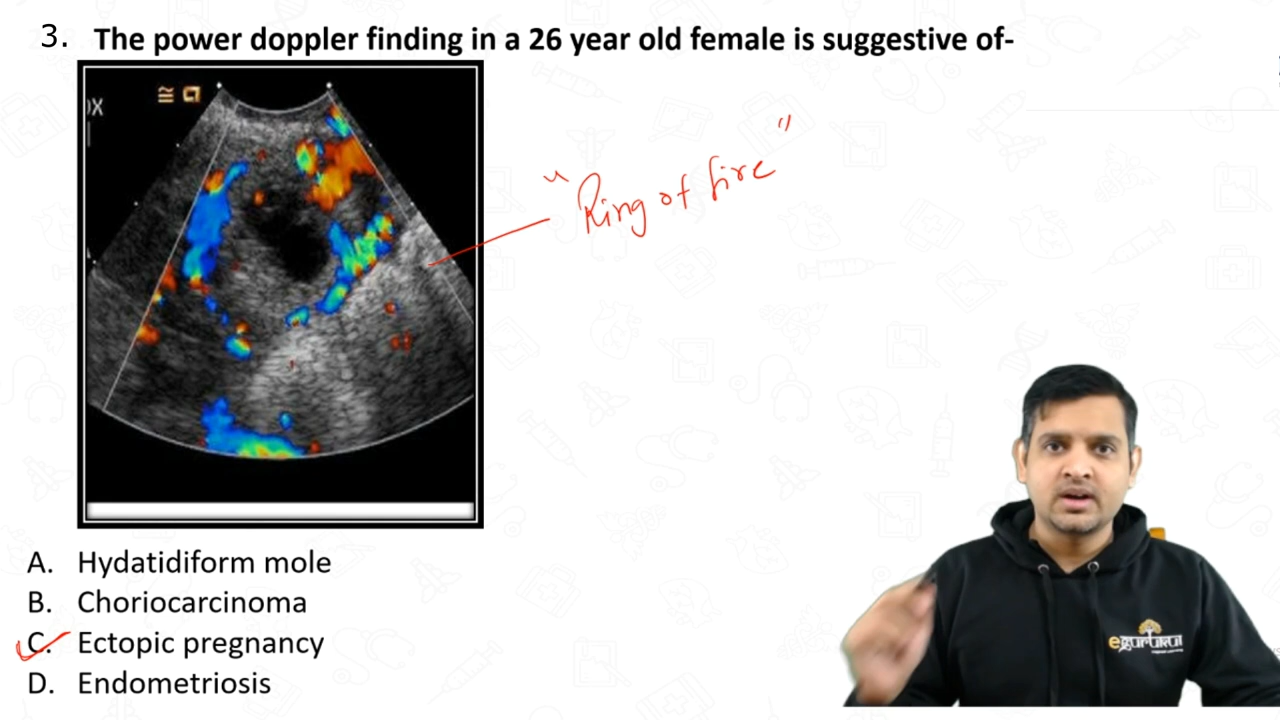 3. The power doppler finding in a 26 year old female is suggestive of-
"Ring of fire"
A. Hydatidiform mole
B. Choriocarcinoma
C. Ectopic pregnancy
D. Endometriosis